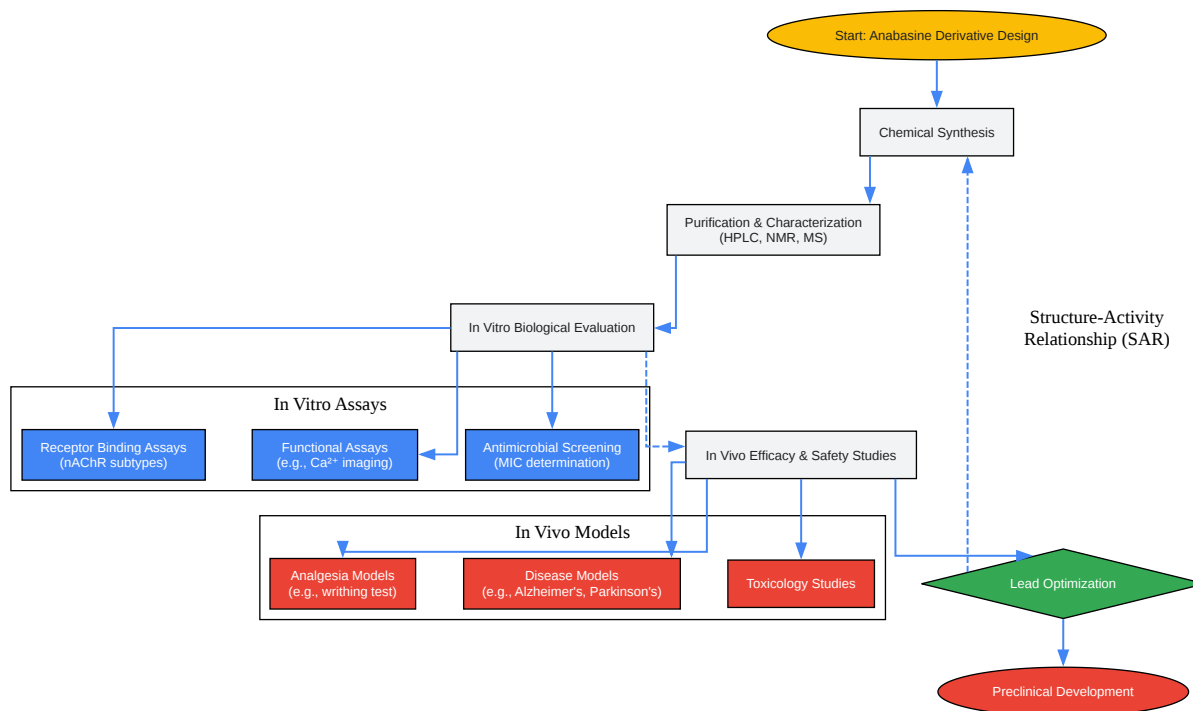 Start: Anabasine Derivative Design
Chemical Synthesis
Purification & Characterization
(HPLC, NMR, MS)
In Vitro Biological Evaluation
Structure-Activity
Relationship (SAR)
In Vitro Assays
Receptor Binding Assays
(nAChR subtypes)
Functional Assays
(e.g., Ca²⁺ imaging)
Antimicrobial Screening
(MIC determination)
In Vivo Efficacy & Safety Studies
In Vivo Models
Analgesia Models
(e.g., writhing test)
Disease Models
(e.g., Alzheimer's, Parkinson's)
Toxicology Studies
Lead Optimization
Preclinical Development